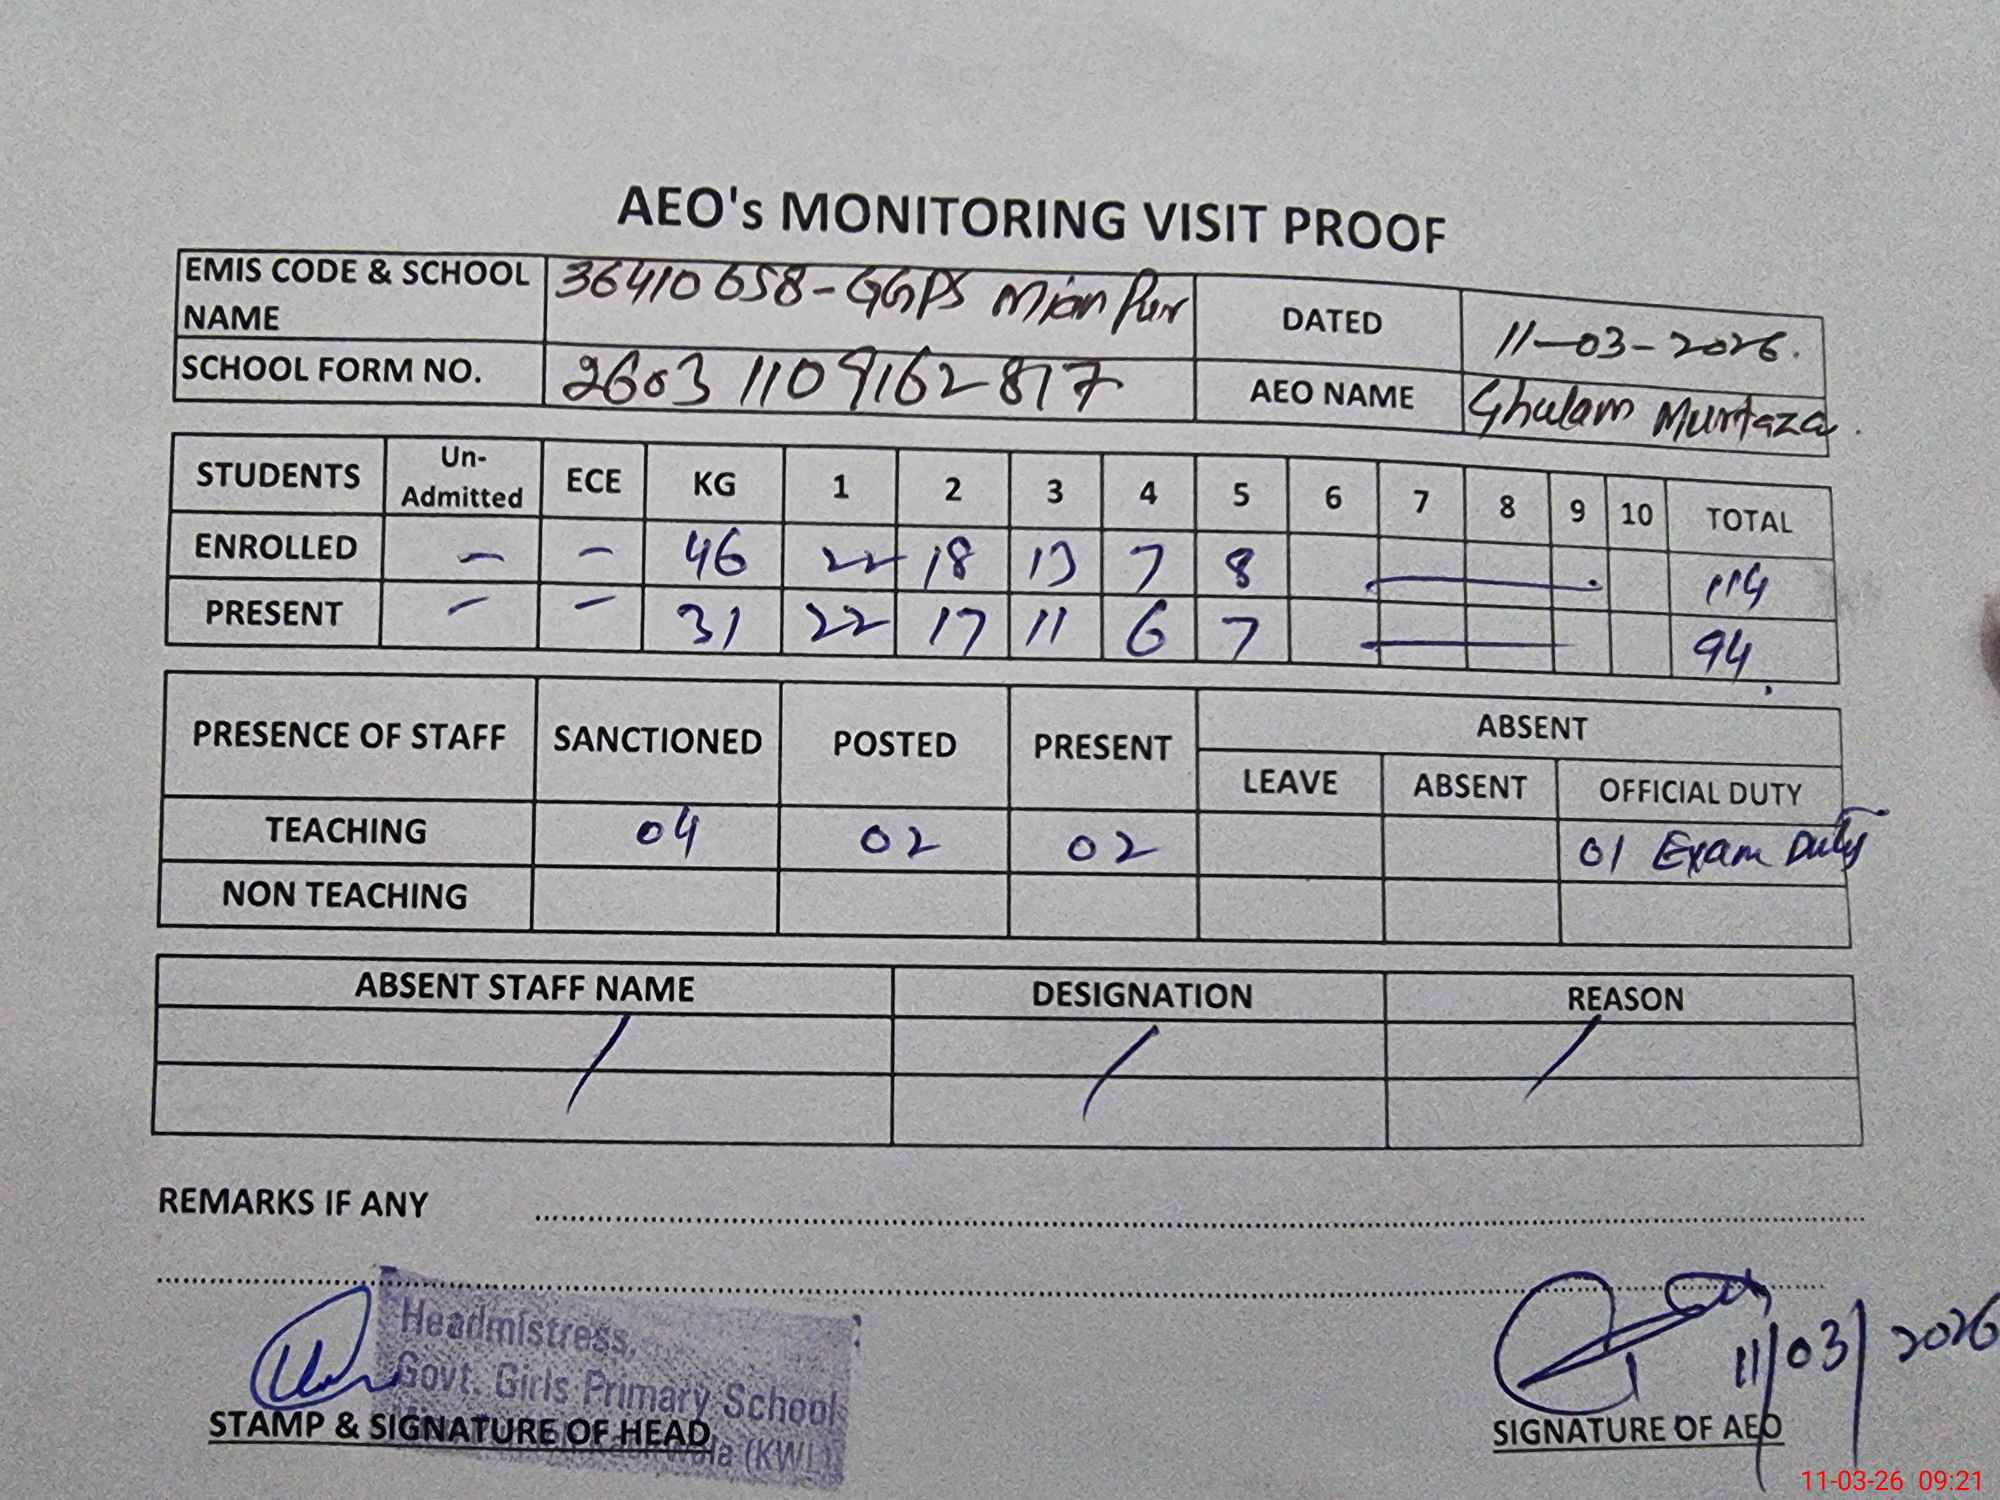 AEO's MONITORING VISIT PROOF
EMIS CODE & SCHOOL NAME 36410658-GGPS Mian Pur DATED 11-03-2026.
SCHOOL FORM NO. 26031109162817 AEO NAME Ghulam Murtaza.
STUDENTS Un-Admitted ECE KG 1 2 3 4 5 6 7 8 9 10 TOTAL
ENROLLED - - 46 22 18 13 7 8 114
PRESENT - - 31 22 17 11 6 7 94.
PRESENCE OF STAFF SANCTIONED POSTED PRESENT ABSENT
LEAVE ABSENT OFFICIAL DUTY
TEACHING 04 02 02 01 Exam Duty
NON TEACHING
ABSENT STAFF NAME DESIGNATION REASON
REMARKS IF ANY
Headmistress,
Govt. Girls Primary School
(KWL)
STAMP & SIGNATURE OF HEAD
11/03/2026
SIGNATURE OF AEO
11-03-26 09:21